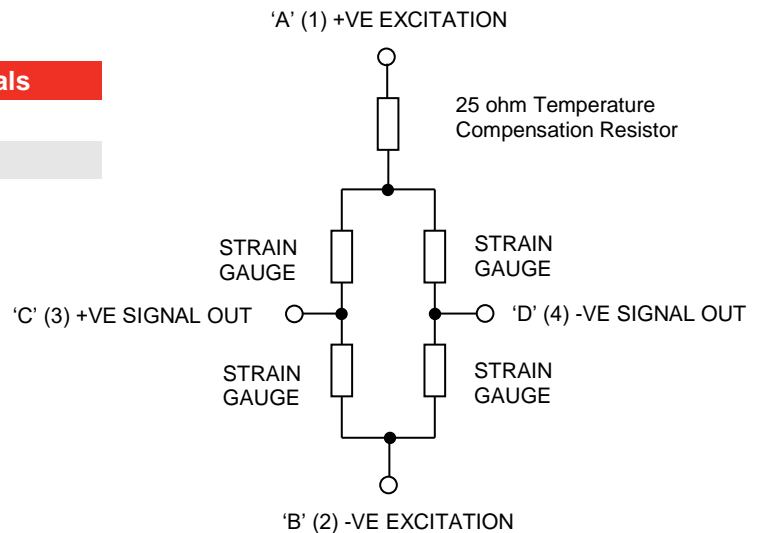 ‘A’ (1) +VE EXCITATION
als
25 ohm Temperature
Compensation Resistor
STRAIN
GAUGE
STRAIN
GAUGE
‘C’ (3) +VE SIGNAL OUT
‘D’ (4) -VE SIGNAL OUT
STRAIN
GAUGE
STRAIN
GAUGE
‘B’ (2) -VE EXCITATION